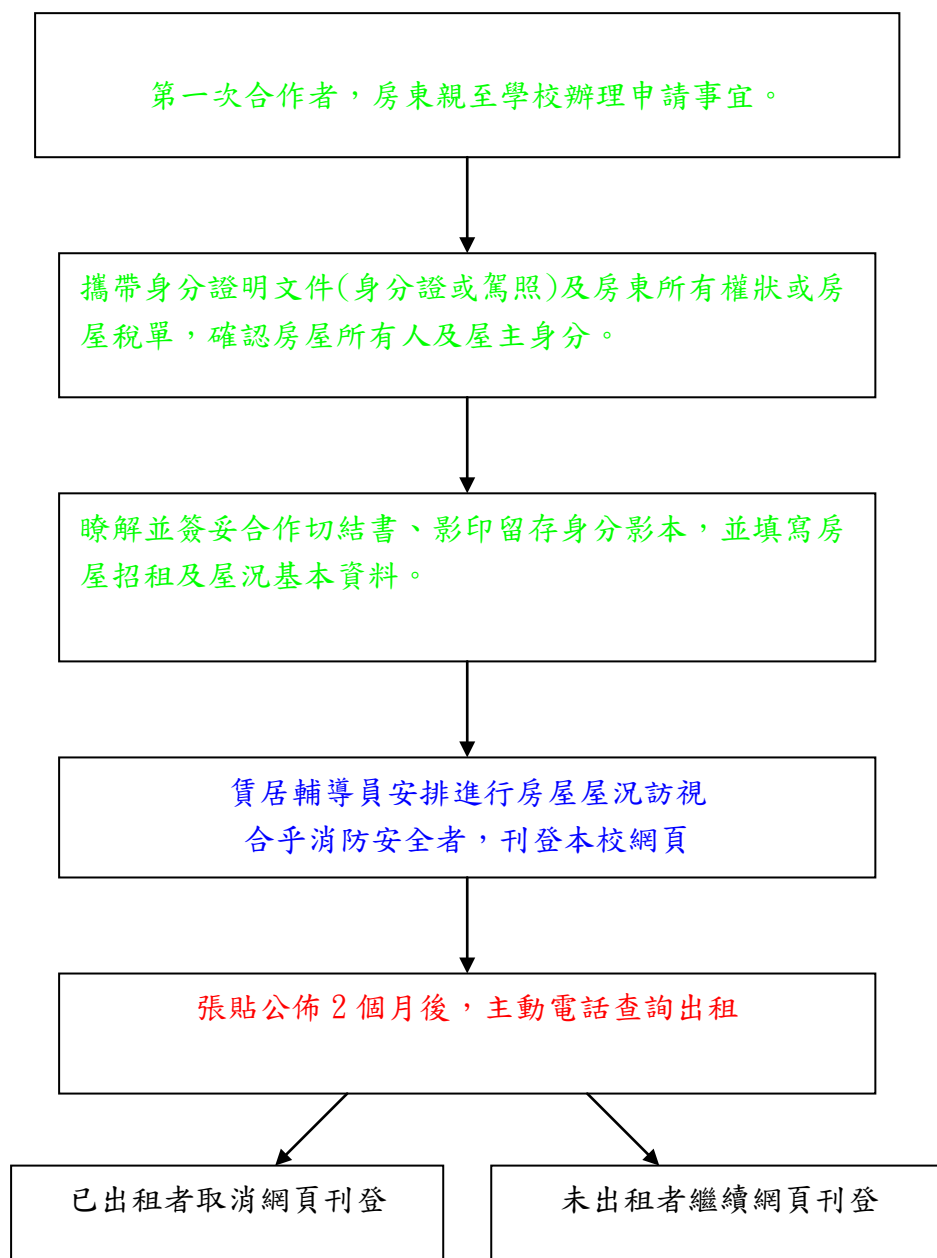 第一次合作者，房東親至學校辦理申請事宜。
攜帶身分證明文件(身分證或駕照)及房東所有權狀或房
屋稅單，確認房屋所有人及屋主身分。
瞭解並簽妥合作切結書、影印留存身分影本，並填寫房
屋招租及屋況基本資料。
賃居輔導員安排進行房屋屋況訪視
合乎消防安全者，刊登本校網頁
張貼公佈 2 個月後，主動電話查詢出租
已出租者取消網頁刊登
未出租者繼續網頁刊登